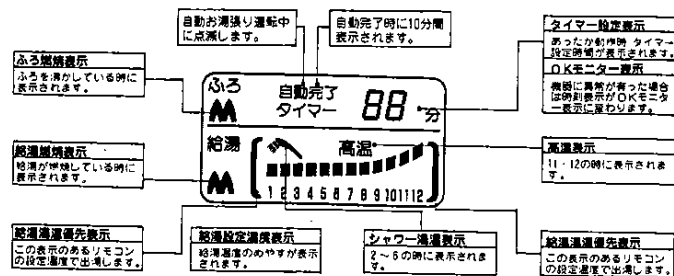 自動お湯張り運転中
に点滅します。
自動完了時に10分間
表示されます。
タイマー設定表示
あったか動作時 タイマー
設定時間が表示されます。
OKモニター表示
機器に異常が有った場合
は時刻表示がOKモニタ
ー表示に変わります。
ふろ燃焼表示
ふろを沸かしている時に
表示されます。
ふろ
自動完了
タイマー
88
分
給湯燃焼表示
給湯が燃焼している時に
表示されます。
給湯
高温
1 2 3 4 5 6 7 8 9 10 11 12
高温表示
11・12の時に表示されま
す。
給湯温度優先表示
この表示のあるリモコン
の設定温度で出湯します。
給湯設定温度表示
給湯温度のめやすが表示
されます。
シャワー湯温表示
2～6の時に表示されま
す。
給湯温度優先表示
この表示のあるリモコン
の設定温度で出湯します。